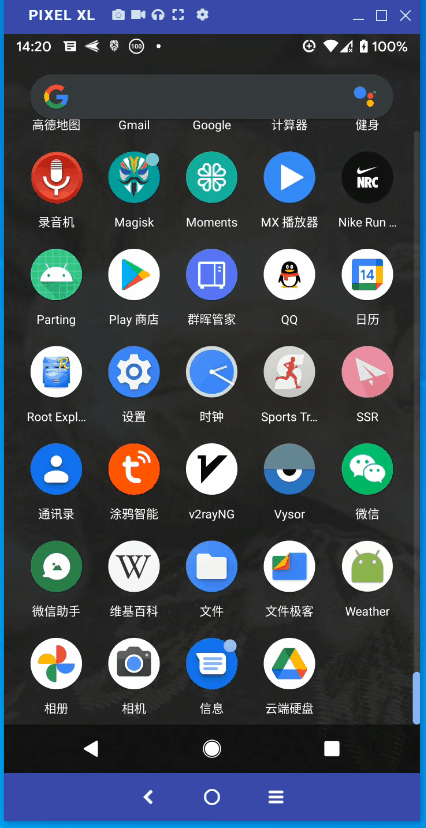 PIXEL XL
14:20 100 100%
高德地图 Gmail Google 计算器 健身
NRC
录音机 Magisk Moments MX 播放器 Nike Run ...
14
Parting Play 商店 群晖管家 QQ 日历
R
Root Expl... 设置 时钟 Sports Tr... SSR
通讯录 涂鸦智能 v2rayNG Vysor 微信
W
微信助手 维基百科 文件 文件极客 Weather
相册 相机 信息 云端硬盘